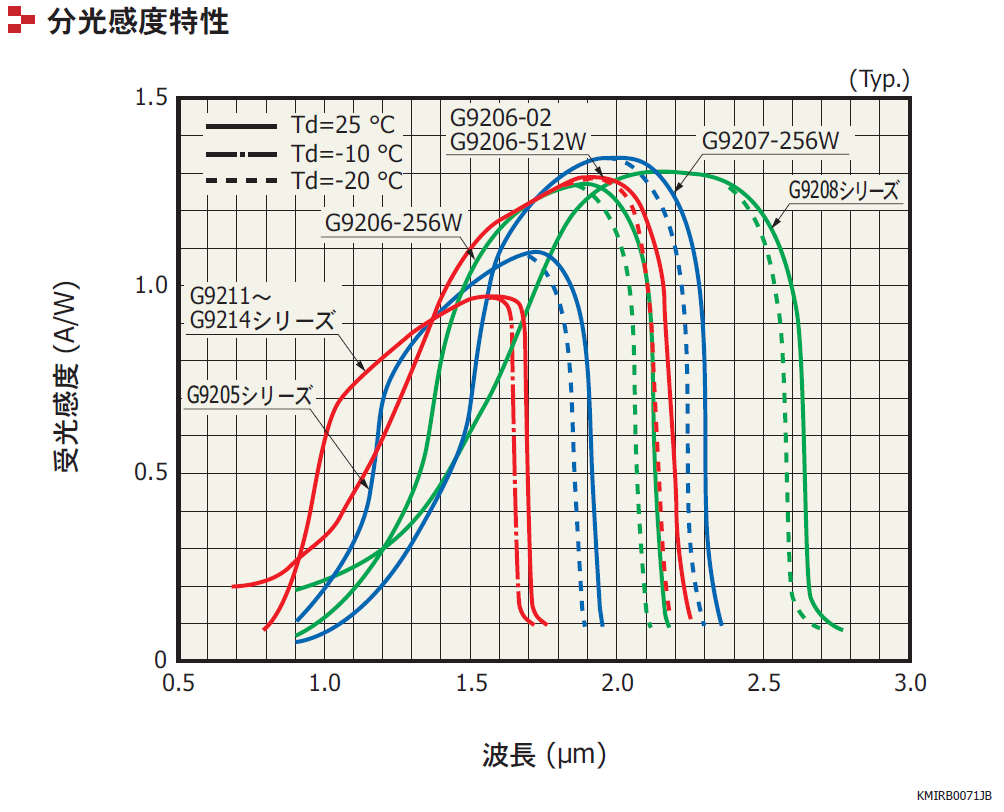 分光感度特性
(Typ.)
Td=25 °C
Td=-10 °C
Td=-20 °C
G9206-02
G9206-512W
G9207-256W
G9208シリーズ
G9206-256W
G9211～
G9214シリーズ
G9205シリーズ
受光感度 (A/W)
1.5
1.0
0.5
0
0.5
1.0
1.5
2.0
2.5
3.0
波長 (μm)
KMIRB0071JB